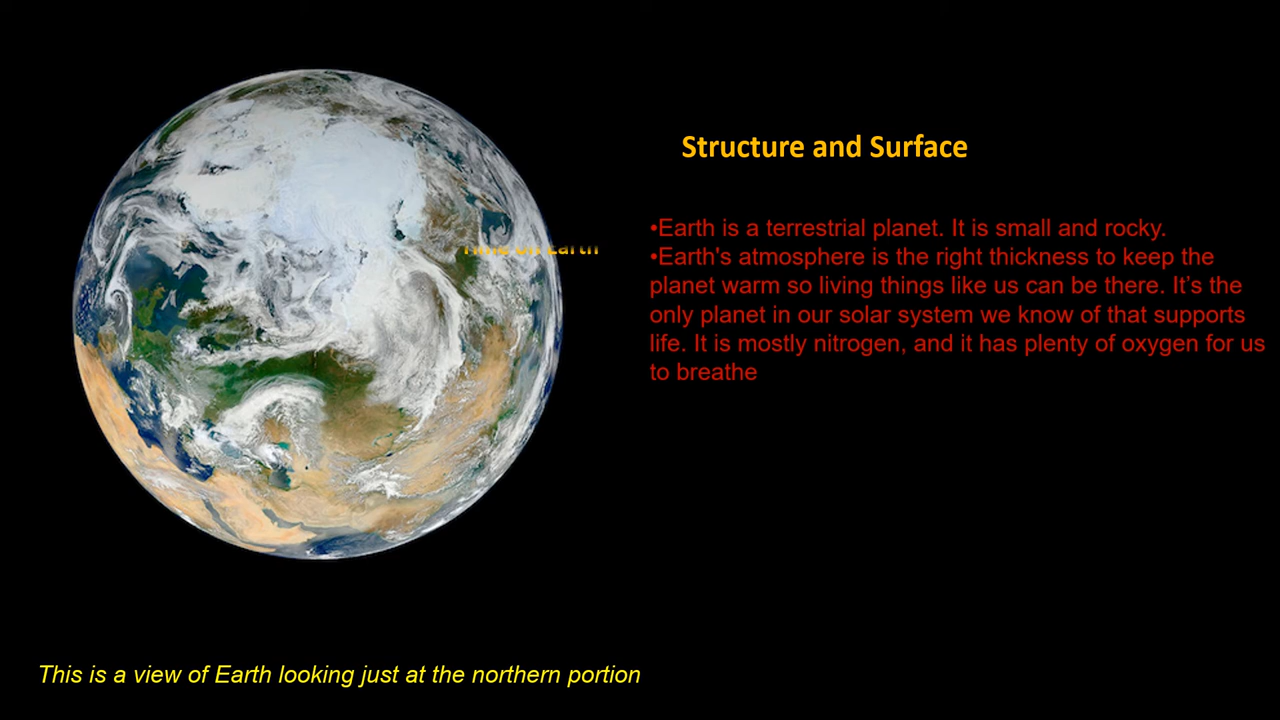 Structure and Surface
•Earth is a terrestrial planet. It is small and rocky.
•Earth's atmosphere is the right thickness to keep the
planet warm so living things like us can be there. It’s the
only planet in our solar system we know of that supports
life. It is mostly nitrogen, and it has plenty of oxygen for us
to breathe
Time on Earth
This is a view of Earth looking just at the northern portion